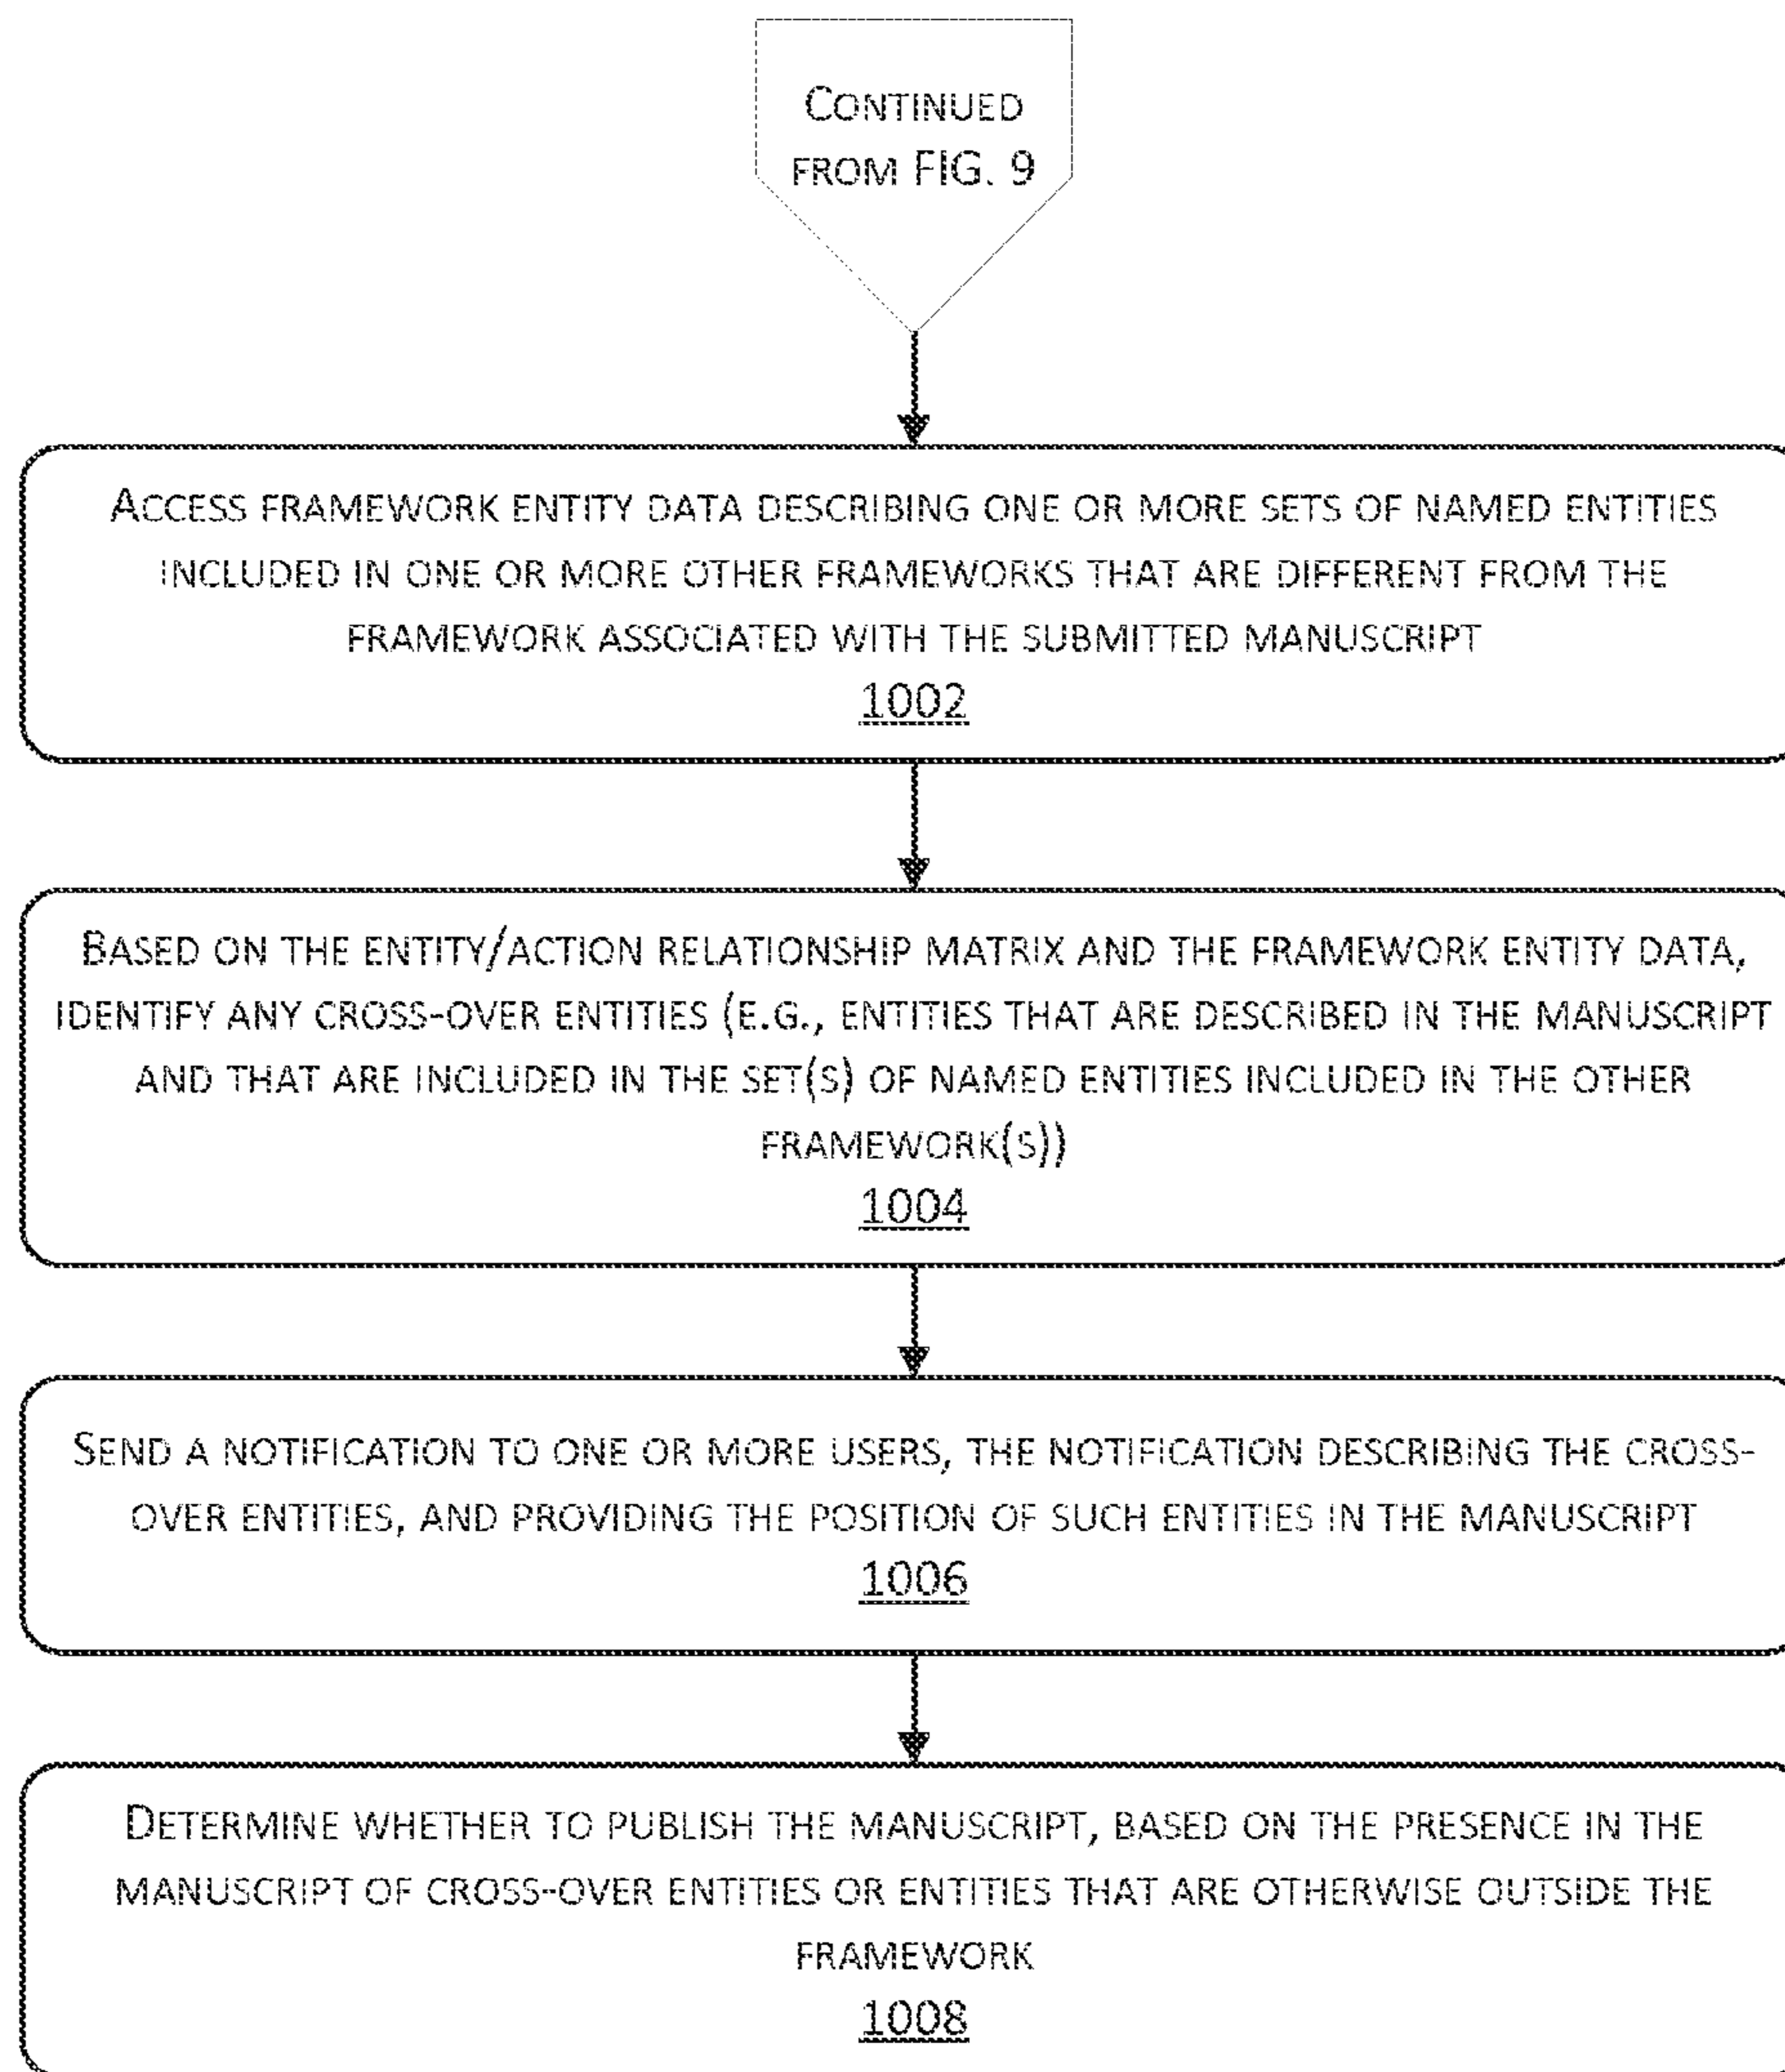 CONTINUED
FROM FIG. 9
ACCESS FRAMEWORK ENTITY DATA DESCRIBING ONE OR MORE SETS OF NAMED ENTITIES
INCLUDED IN ONE OR MORE OTHER FRAMEWORKS THAT ARE DIFFERENT FROM THE
FRAMEWORK ASSOCIATED WITH THE SUBMITTED MANUSCRIPT
1002
BASED ON THE ENTITY/ACTION RELATIONSHIP MATRIX AND THE FRAMEWORK ENTITY DATA,
IDENTIFY ANY CROSS-OVER ENTITIES (E.G., ENTITIES THAT ARE DESCRIBED IN THE MANUSCRIPT
AND THAT ARE INCLUDED IN THE SET(S) OF NAMED ENTITIES INCLUDED IN THE OTHER
FRAMEWORK(S))
1004
SEND A NOTIFICATION TO ONE OR MORE USERS, THE NOTIFICATION DESCRIBING THE CROSS-
OVER ENTITIES, AND PROVIDING THE POSITION OF SUCH ENTITIES IN THE MANUSCRIPT
1006
DETERMINE WHETHER TO PUBLISH THE MANUSCRIPT, BASED ON THE PRESENCE IN THE
MANUSCRIPT OF CROSS-OVER ENTITIES OR ENTITIES THAT ARE OTHERWISE OUTSIDE THE
FRAMEWORK
1008